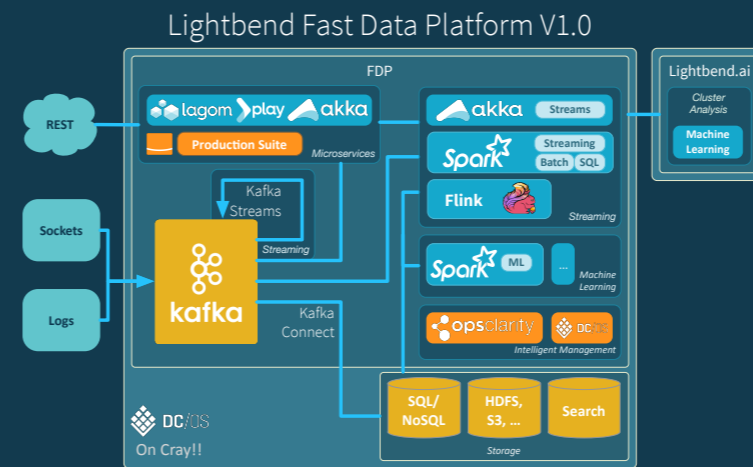 Lightbend Fast Data Platform V1.0
FDP
Lightbend.ai
Cluster
Analysis
Machine
Learning
REST
lagom play akka
Production Suite
Microservices
akka Streams
Spark Streaming
Batch SQL
Flink
Streaming
Kafka
Streams
Streaming
Sockets
Logs
kafka
Kafka
Connect
Spark ML ...
Machine
Learning
opsclarity DC/OS
Intelligent Management
SQL/
NoSQL
HDFS,
S3, ...
Search
Storage
DC/OS
On Cray!!